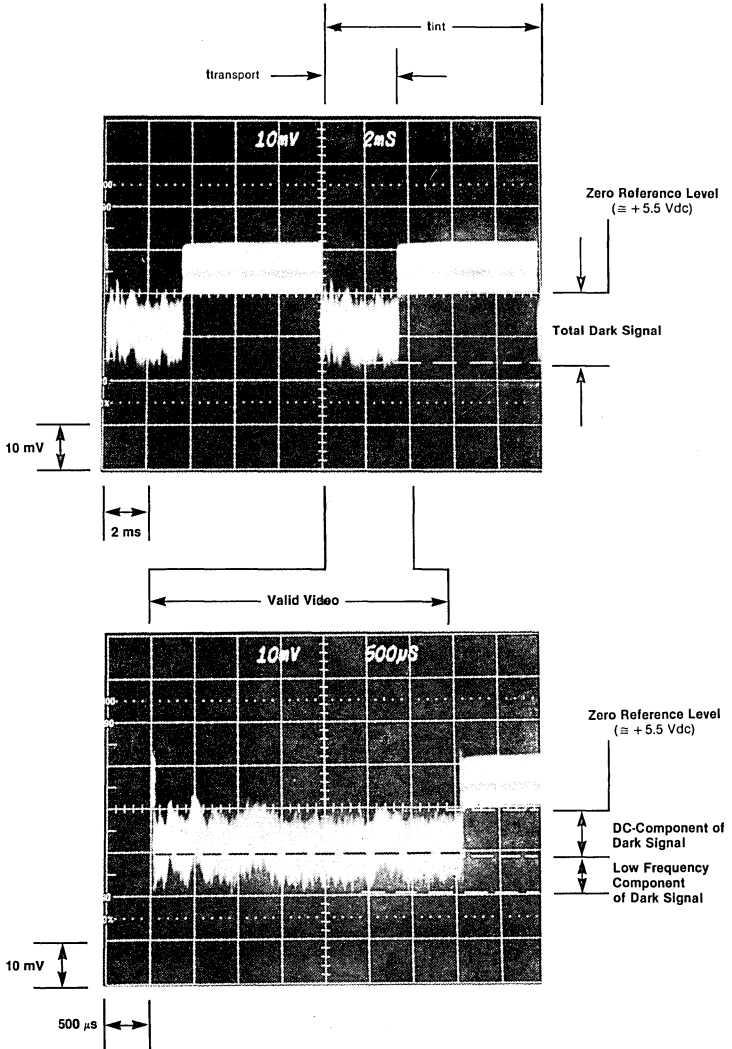 tint
ttransport
10mV 2mS
Zero Reference Level
(≅ +5.5 Vdc)
Total Dark Signal
10 mV
2 ms
Valid Video
10mV 500μS
Zero Reference Level
(≅ +5.5 Vdc)
DC-Component of
Dark Signal
Low Frequency
Component
of Dark Signal
10 mV
500 μs